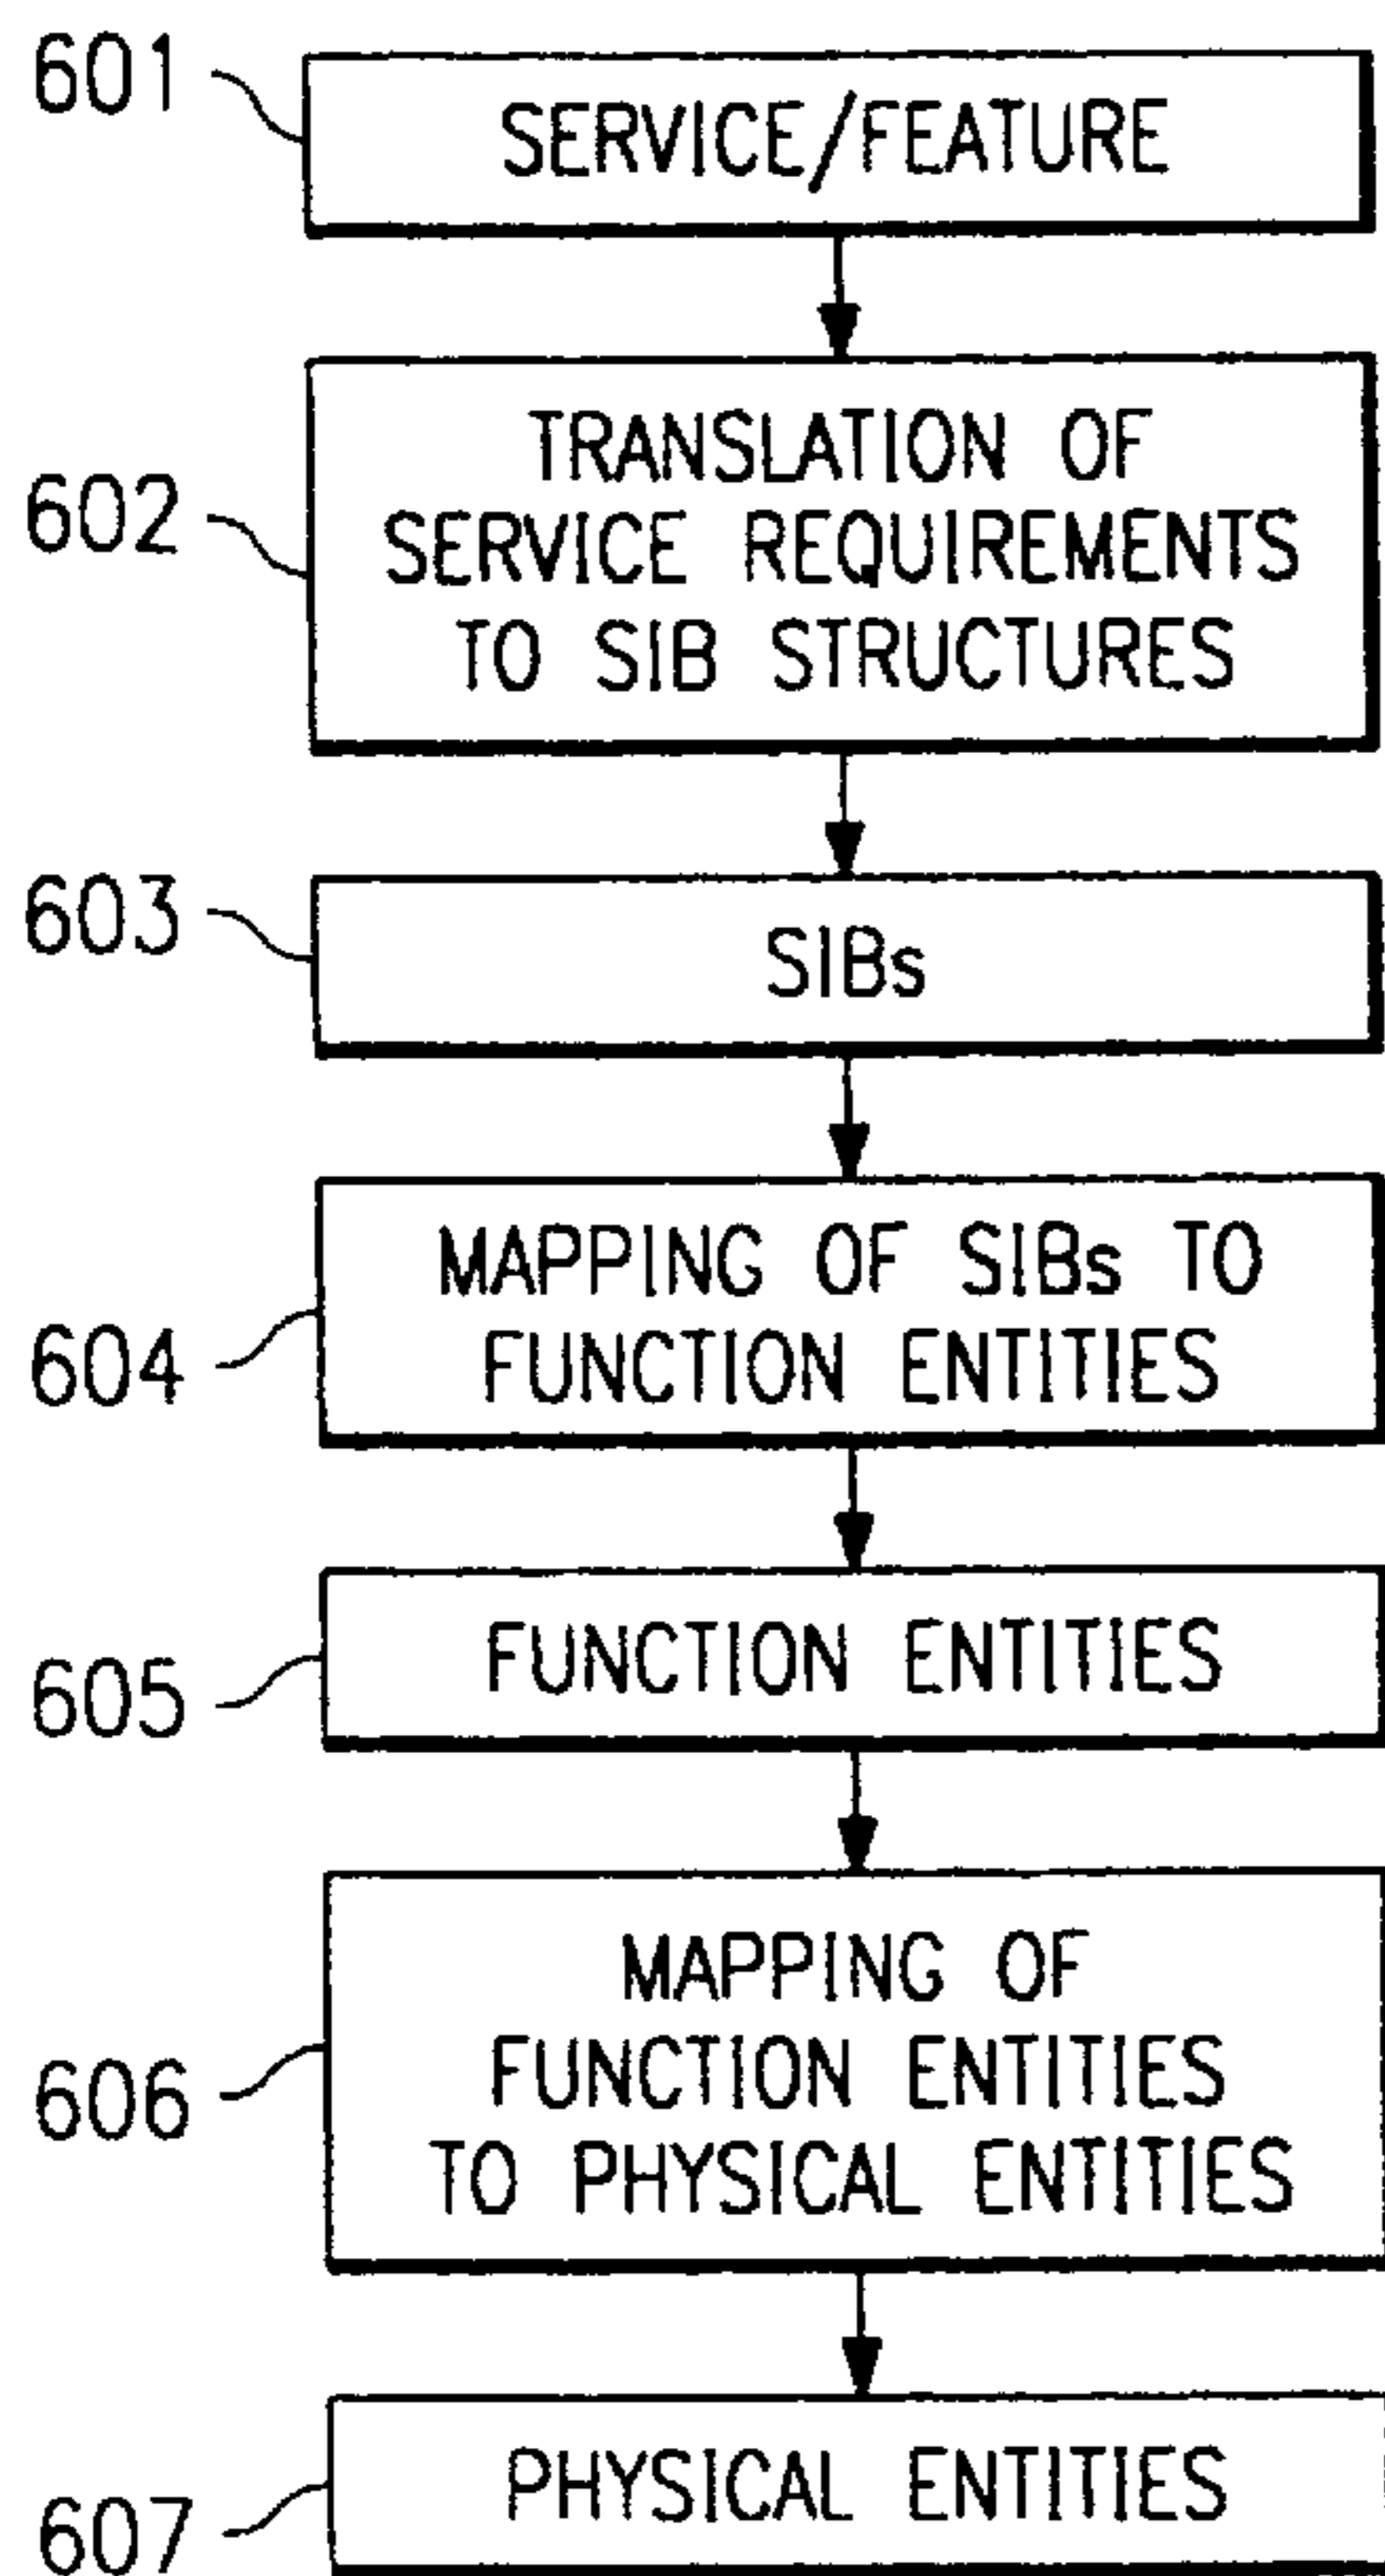 601
SERVICE/FEATURE
602
TRANSLATION OF
SERVICE REQUIREMENTS
TO SIB STRUCTURES
603
SIBs
604
MAPPING OF SIBs TO
FUNCTION ENTITIES
605
FUNCTION ENTITIES
606
MAPPING OF
FUNCTION ENTITIES
TO PHYSICAL ENTITIES
607
PHYSICAL ENTITIES